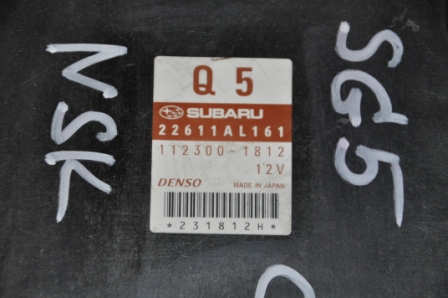 NSK
Q 5
SUBARU
22611AL161
112300-1812
12V
DENSO MADE IN JAPAN
*231812H*
SG5